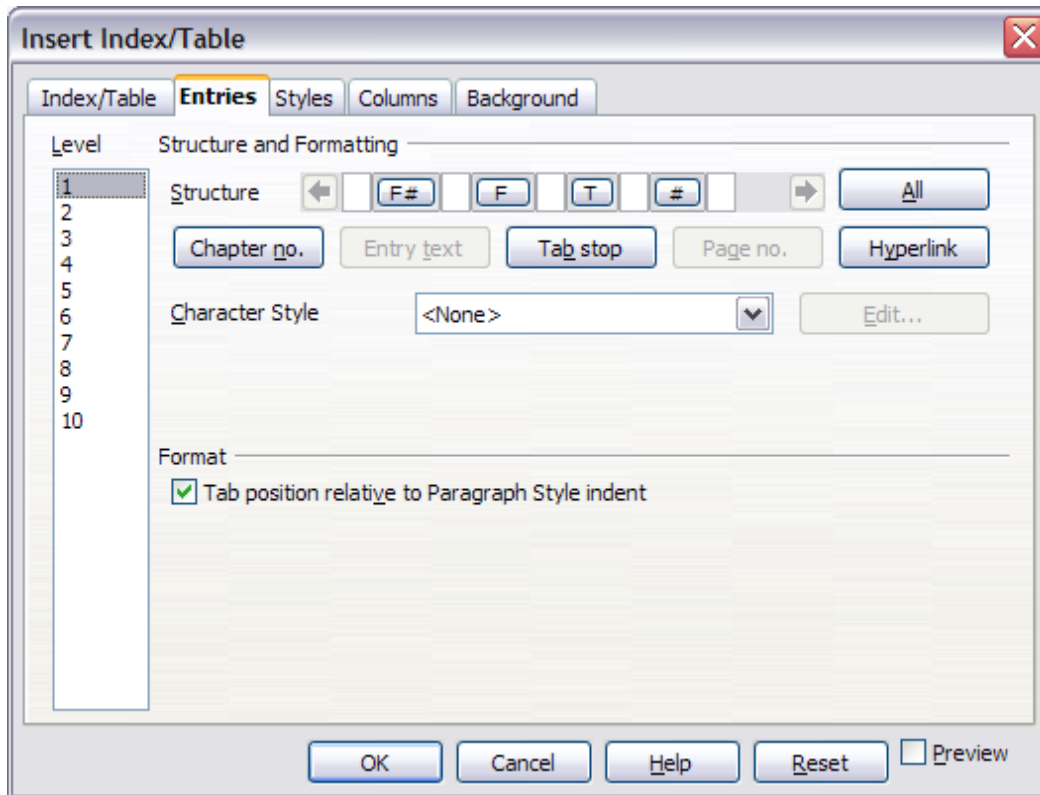 Insert Index/Table
Index/Table Entries Styles Columns Background
Level Structure and Formatting
1
2
3
4
5
6
7
8
9
10
Structure F# F T # All
Chapter no. Entry text Tab stop Page no. Hyperlink
Character Style <None> Edit...
Format
Tab position relative to Paragraph Style indent
OK Cancel Help Reset Preview